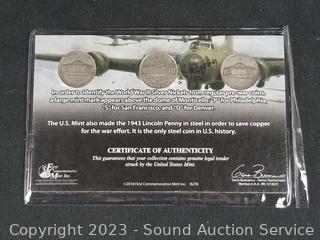 In order to identify the World War II Silver Nickels from regular pre-war coins,
a large mint mark appears above the dome of Monticello. "P" for Philadelphia,
"S" for San Francisco, and "D" for Denver.
The U.S. Mint also made the 1943 Lincoln Penny in steel in order to save copper
for the war effort. It is the only steel coin in U.S. history.
CERTIFICATE OF AUTHENTICITY
This guarantees that your collection contains genuine legal tender
struck by the United States Mint.
First
Commemorative
Mint Inc.
©2018 First Commemorative Mint Inc.
Copyright 2023 - Sound Auction Service